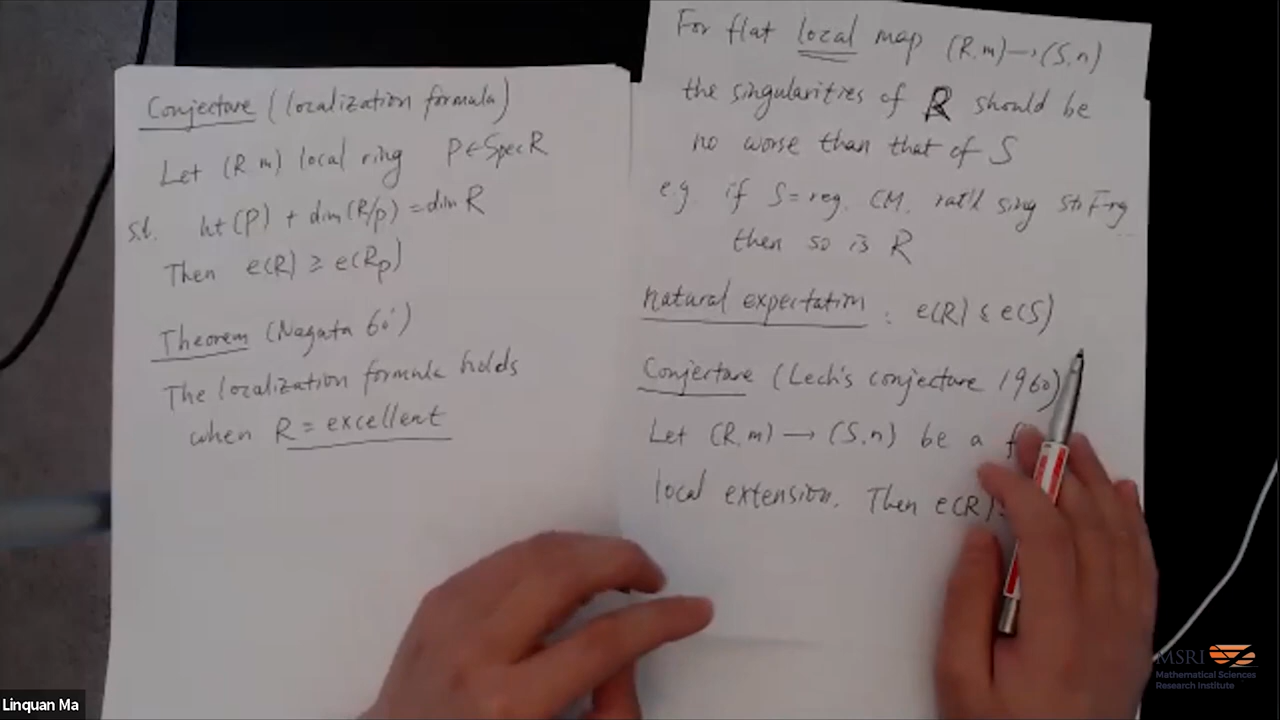 Conjecture (localization formula)
Let (R,m) local ring P∈Spec R
s.t. ht(P) + dim(R/P) = dim R
Then e(R) ≥ e(R_P)
Theorem (Nagata 60')
The localization formula holds
when R = excellent
For flat local map (R,m)→(S,n)
the singularities of R should be
no worse than that of S
e.g. if S = reg. CM. rat'l sing str F-rg
then so is R
natural expectation : e(R) ≤ e(S)
Conjecture (Lech's conjecture 1960)
Let (R,m) → (S,n) be a
local extension. Then e(R)
Linquan Ma
MSRI
Mathematical Sciences
Research Institute